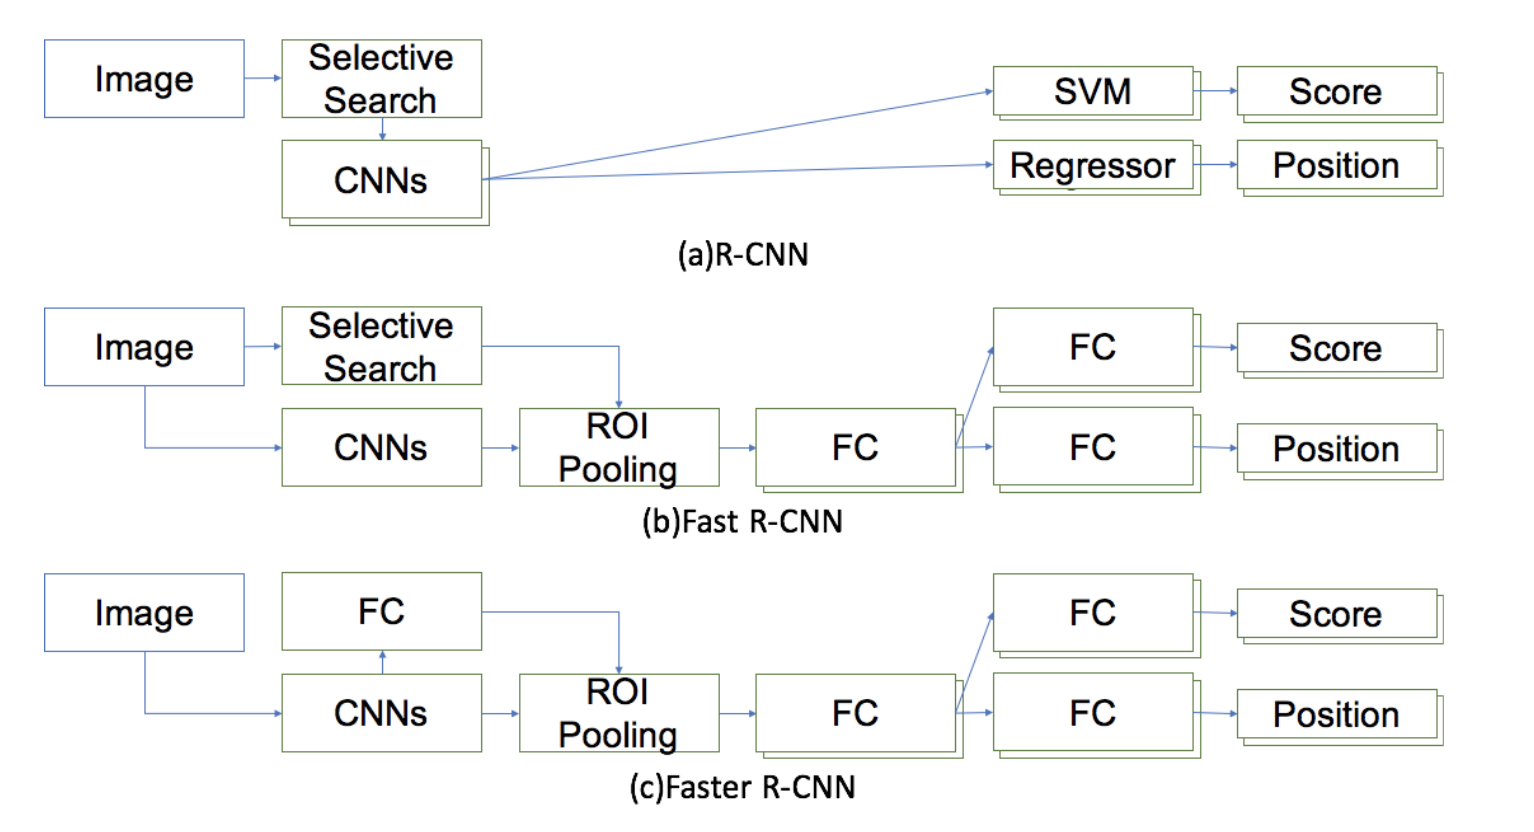 Image
Selective
Search
CNNs
SVM
Score
Regressor
Position
(a)R-CNN
Image
Selective
Search
CNNs
ROI
Pooling
FC
FC
Score
FC
Position
(b)Fast R-CNN
Image
FC
CNNs
ROI
Pooling
FC
FC
Score
FC
Position
(c)Faster R-CNN